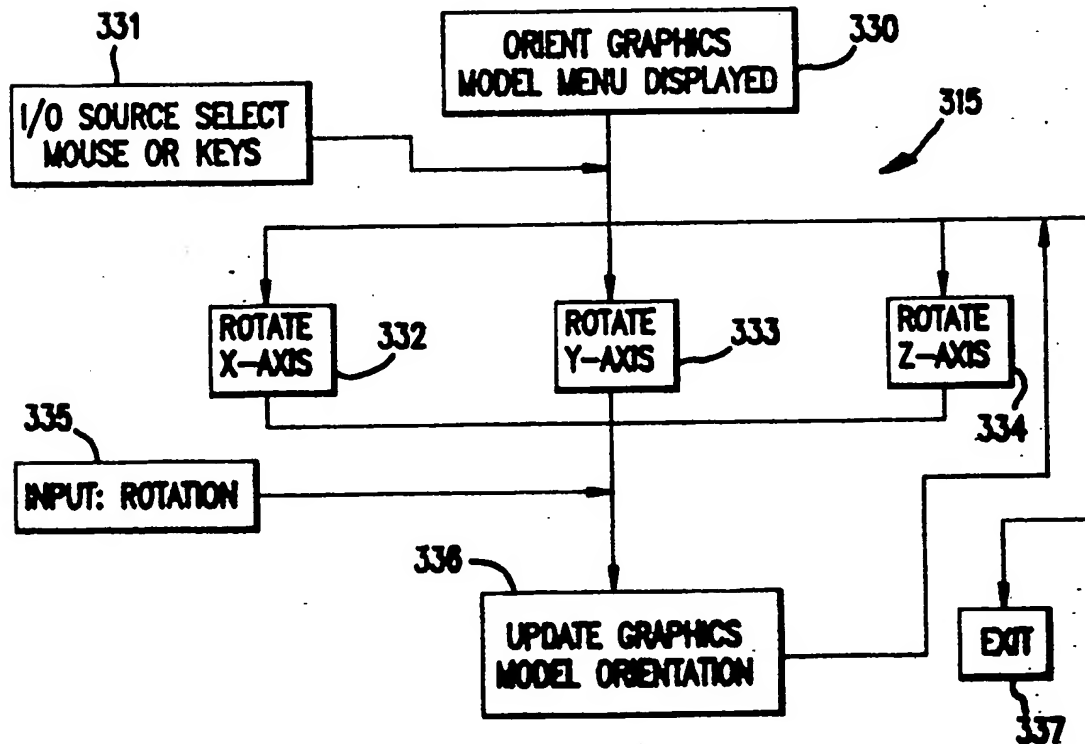 331
ORIENT GRAPHICS
MODEL MENU DISPLAYED
330
I/O SOURCE SELECT
MOUSE OR KEYS
315
ROTATE
X-AXIS
332
ROTATE
Y-AXIS
333
ROTATE
Z-AXIS
334
335
INPUT: ROTATION
336
UPDATE GRAPHICS
MODEL ORIENTATION
EXIT
337